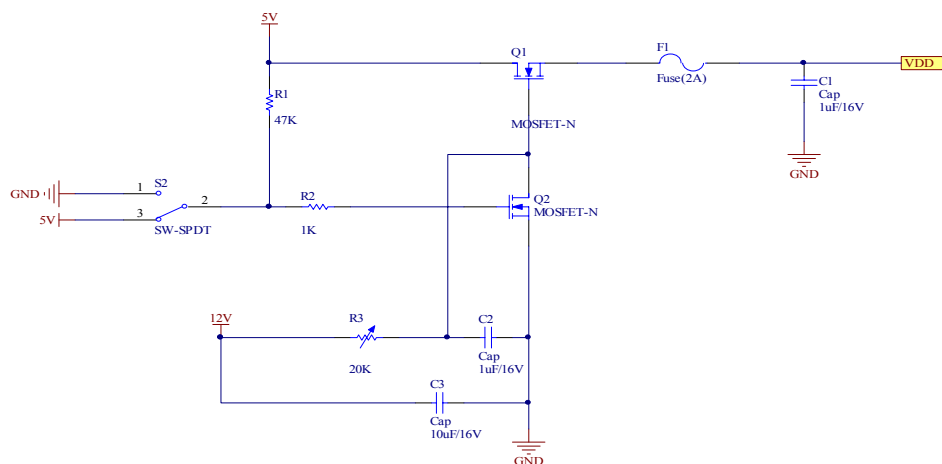 5V
Q1
F1
VDD
Fuse(2A)
C1
Cap
1uF/16V
R1
47K
MOSFET-N
GND
GND
1
S2
2
R2
Q2
MOSFET-N
5V
3
SW-SPDT
1K
12V
R3
C2
20K
Cap
1uF/16V
C3
Cap
10uF/16V
GND